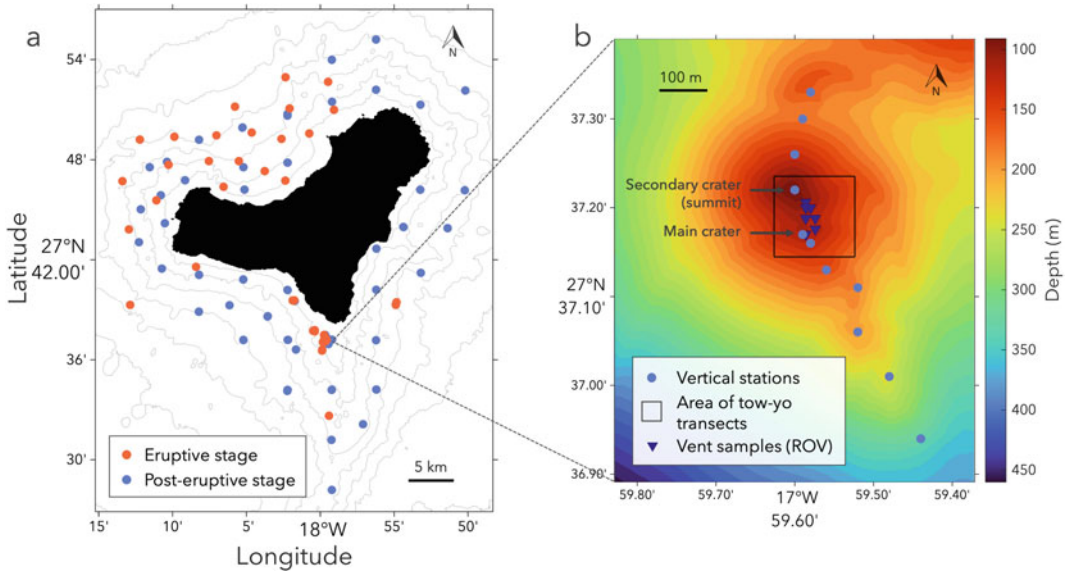 a
N
54'
48'
27°N
42.00'
36'
30'
Latitude
Eruptive stage
Post-eruptive stage
5 km
15'
10'
5'
18°W
55'
50'
Longitude
b
N
100 m
37.30'
37.20'
27°N
37.10'
37.00'
36.90'
Secondary crater
(summit)
Main crater
Vertical stations
Area of tow-yo
transects
Vent samples (ROV)
59.80'
59.70'
17°W
59.60'
59.50'
59.40'
100
150
200
250
300
350
400
450
Depth (m)